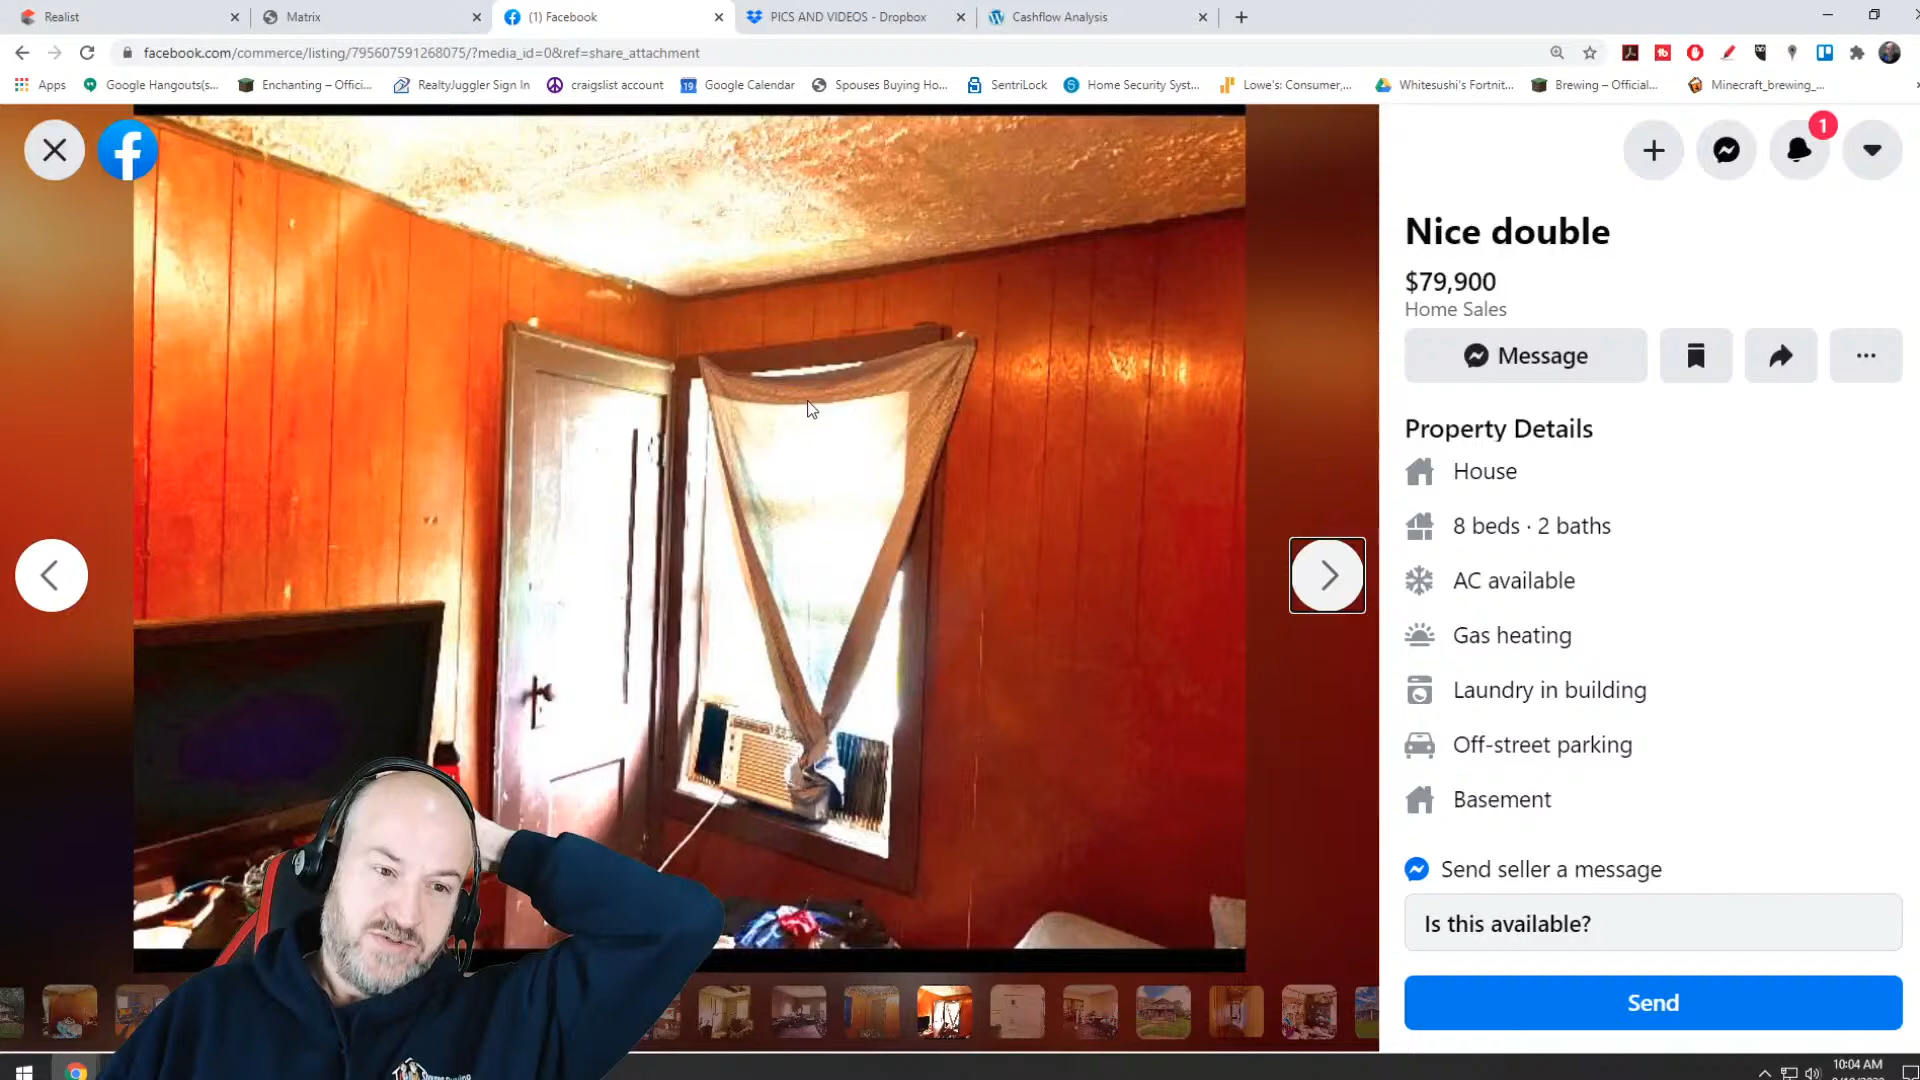 Realist
Matrix
(1) Facebook
PICS AND VIDEOS - Dropbox
Cashflow Analysis
facebook.com/commerce/listing/795607591268075/?media_id=0&ref=share_attachment
Apps
Google Hangouts(s...
Enchanting – Offici...
RealtyJuggler Sign In
craigslist account
19
Google Calendar
Spouses Buying Ho...
SentriLock
Home Security Syst...
Lowe's: Consumer,...
Whitesushi's Fortnit...
Brewing – Official...
Minecraft_brewing_...
1
Nice double
$79,900
Home Sales
Message
Property Details
House
8 beds · 2 baths
AC available
Gas heating
Laundry in building
Off-street parking
Basement
Send seller a message
Is this available?
Send
10:04 AM